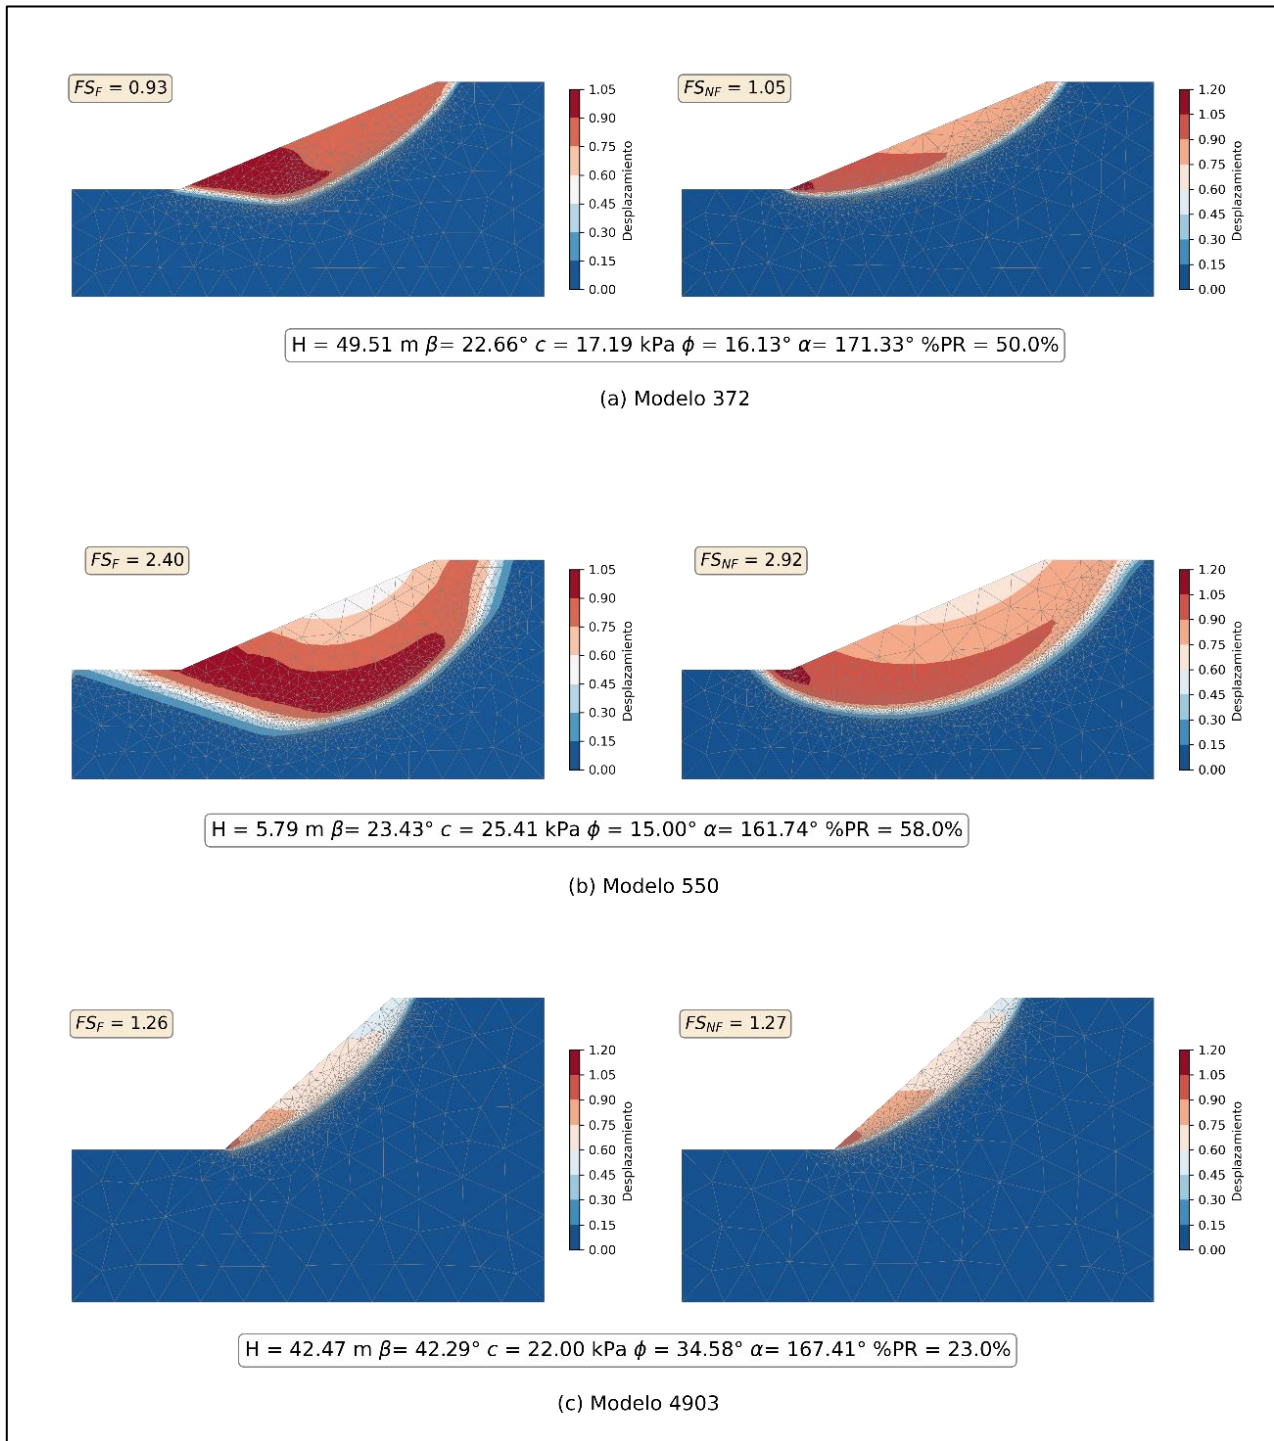 FS_F = 0.93
1.05
0.90
0.75
0.60
0.45
0.30
0.15
0.00
Desplazamiento
FS_NF = 1.05
1.20
1.05
0.90
0.75
0.60
0.45
0.30
0.15
0.00
Desplazamiento
H = 49.51 m β= 22.66° c = 17.19 kPa ϕ = 16.13° α= 171.33° %PR = 50.0%
(a) Modelo 372
FS_F = 2.40
1.05
0.90
0.75
0.60
0.45
0.30
0.15
0.00
Desplazamiento
FS_NF = 2.92
1.20
1.05
0.90
0.75
0.60
0.45
0.30
0.15
0.00
Desplazamiento
H = 5.79 m β= 23.43° c = 25.41 kPa ϕ = 15.00° α= 161.74° %PR = 58.0%
(b) Modelo 550
FS_F = 1.26
1.20
1.05
0.90
0.75
0.60
0.45
0.30
0.15
0.00
Desplazamiento
FS_NF = 1.27
1.20
1.05
0.90
0.75
0.60
0.45
0.30
0.15
0.00
Desplazamiento
H = 42.47 m β= 42.29° c = 22.00 kPa ϕ = 34.58° α= 167.41° %PR = 23.0%
(c) Modelo 4903